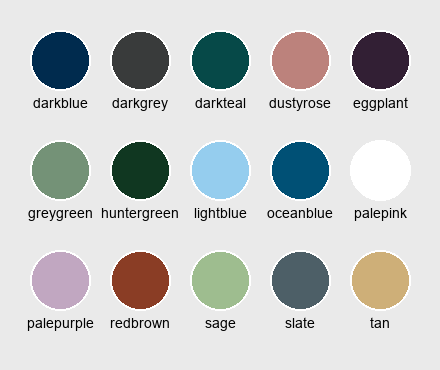 darkblue darkgrey darkteal dustyrose eggplant
greygreen huntergreen lightblue oceanblue palepink
palepurple redbrown sage slate tan